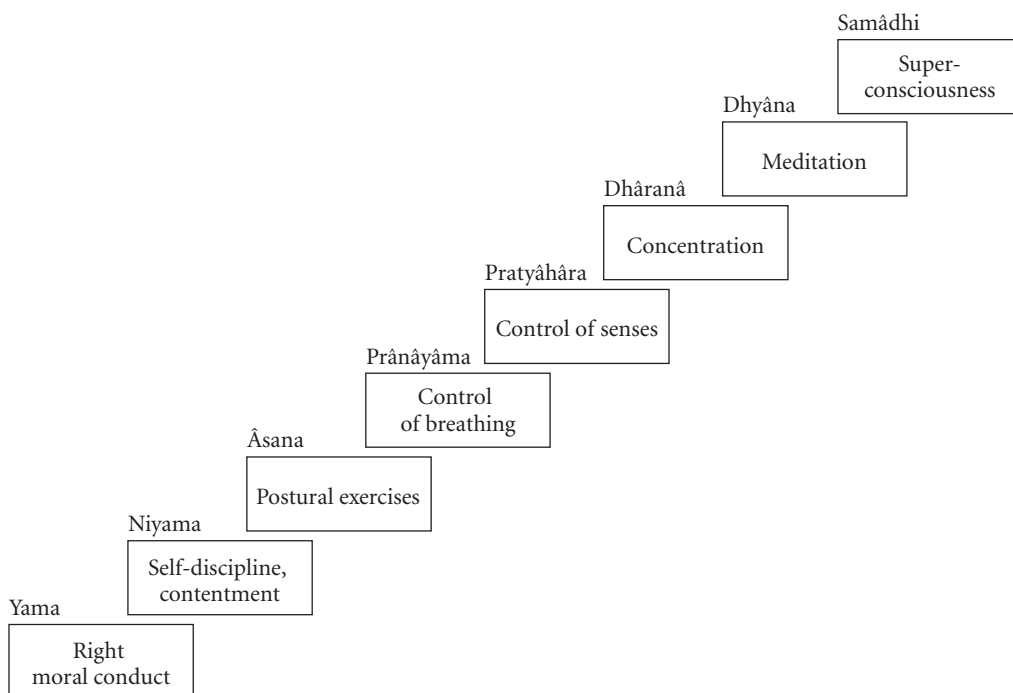 Samâdhi
Super-
consciousness
Dhyâna
Meditation
Dhâranâ
Concentration
Pratyâhâra
Control of senses
Prânâyâma
Control
of breathing
Âsana
Postural exercises
Niyama
Self-discipline,
contentment
Yama
Right
moral conduct